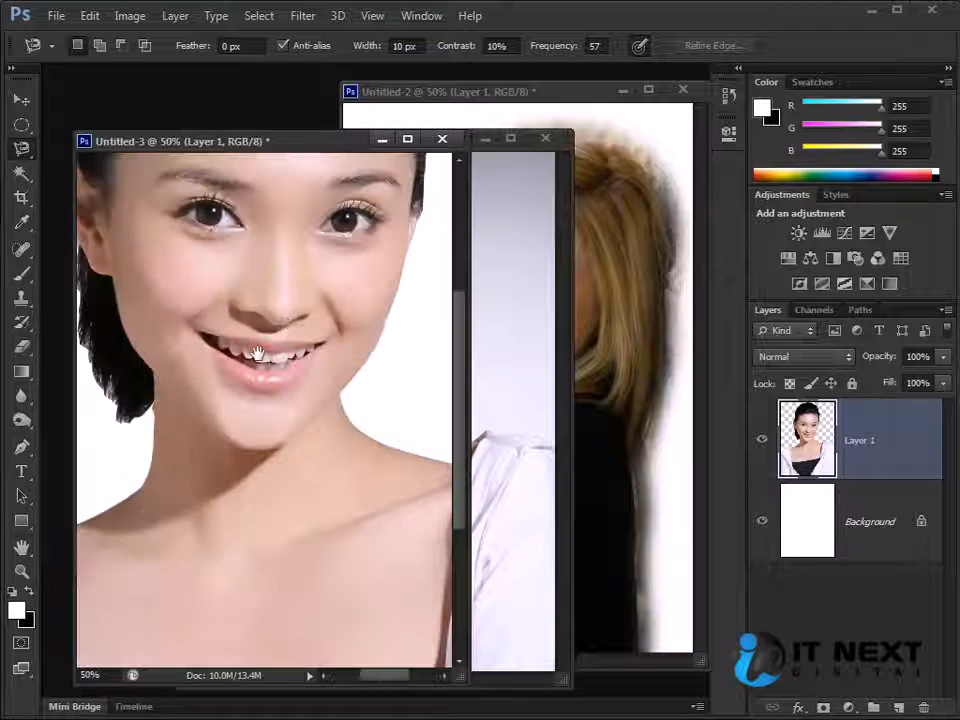 Ps File Edit Image Layer Type Select Filter 3D View Window Help
Feather: 0 px Anti-alias Width: 10 px Contrast: 10% Frequency: 57 Refine Edge...
Ps Untitled-2 @ 50% (Layer 1, RGB/8) *
Ps Untitled-3 @ 50% (Layer 1, RGB/8) *
Color Swatches
R 255
G 255
B 255
Adjustments Styles
Add an adjustment
Layers Channels Paths
Kind T
Normal Opacity: 100%
Lock: Fill: 100%
Layer 1
Background
50% Doc: 10.0M/13.4M
Mini Bridge Timeline
fx
i IT NEXT
DIGITAL